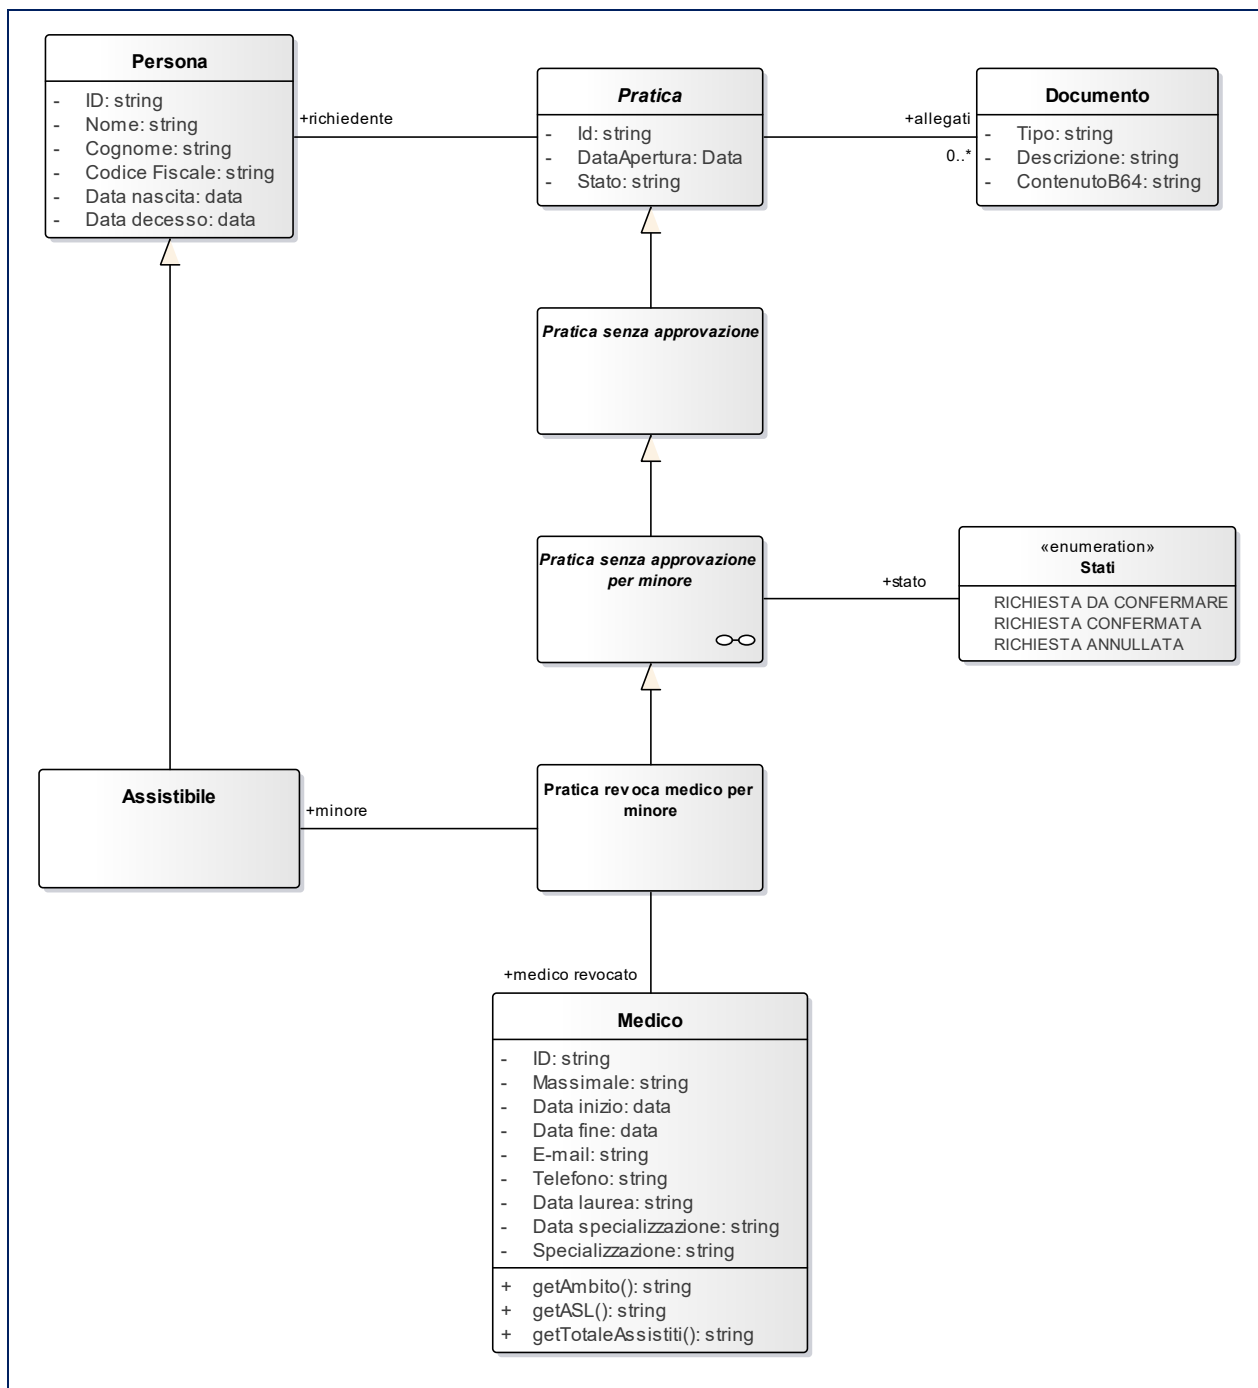 Persona
- ID: string
- Nome: string
- Cognome: string
- Codice Fiscale: string
- Data nascita: data
- Data decesso: data
+richiedente
Pratica
- Id: string
- DataApertura: Data
- Stato: string
+allegati
0..*
Documento
- Tipo: string
- Descrizione: string
- ContenutoB64: string
Pratica senza approvazione
Pratica senza approvazione
per minore
+stato
«enumeration»
Stati
RICHIESTA DA CONFERMARE
RICHIESTA CONFERMATA
RICHIESTA ANNULLATA
Assistibile
+minore
Pratica revoca medico per
minore
+medico revocato
Medico
- ID: string
- Massimale: string
- Data inizio: data
- Data fine: data
- E-mail: string
- Telefono: string
- Data laurea: string
- Data specializzazione: string
- Specializzazione: string
+ getAmbito(): string
+ getASL(): string
+ getTotaleAssistiti(): string